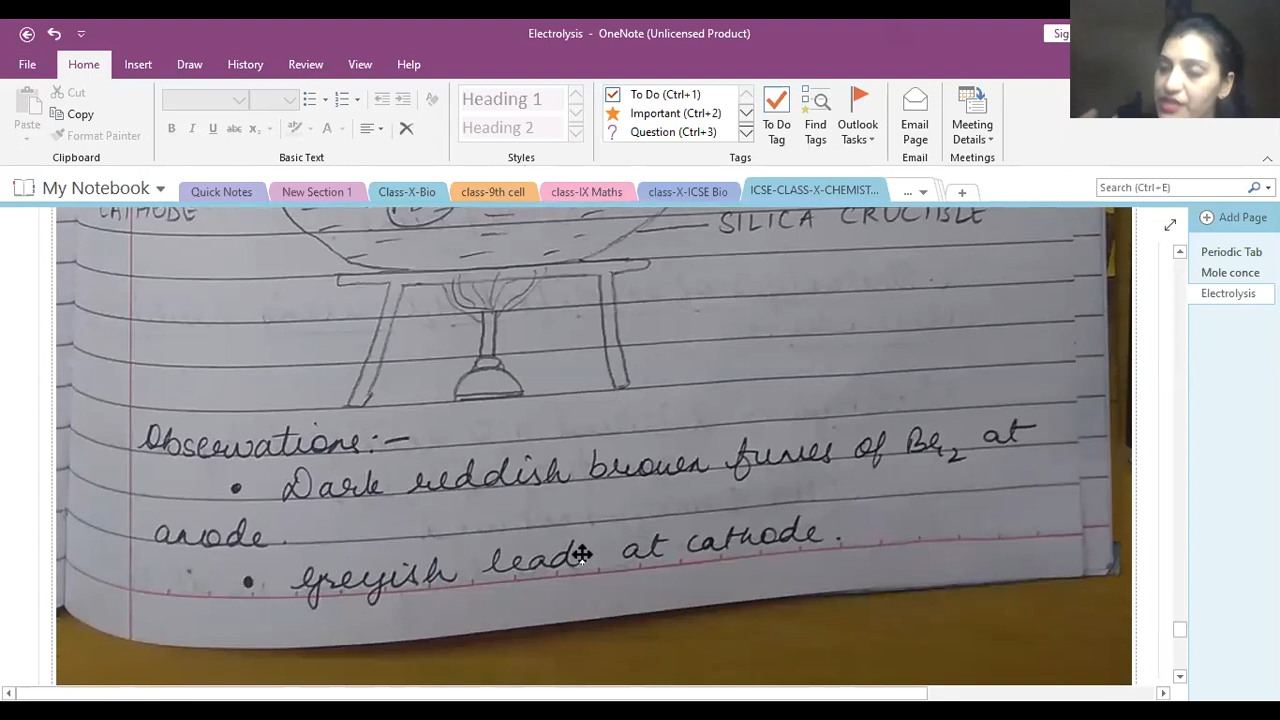 Electrolysis - OneNote (Unlicensed Product)
Sig
File Home Insert Draw History Review View Help
Paste
Cut
Copy
Format Painter
Clipboard
B I U abc x₂ A
Basic Text
Heading 1
Heading 2
Styles
To Do (Ctrl+1)
Important (Ctrl+2)
? Question (Ctrl+3)
To Do Tag
Find Tags
Outlook Tasks
Tags
Email Page
Email
Meeting Details
Meetings
My Notebook
Quick Notes
New Section 1
Class-X-Bio
class-9th cell
class-IX Maths
class-X-ICSE Bio
ICSE-CLASS-X-CHEMIST...
...
+
Search (Ctrl+E)
Add Page
Periodic Tab
Mole conce
Electrolysis
CATHODE
SILICA CRUCIBLE
Observations:-
• Dark reddish brown fumes of Br₂ at
anode.
• Greyish lead at cathode.